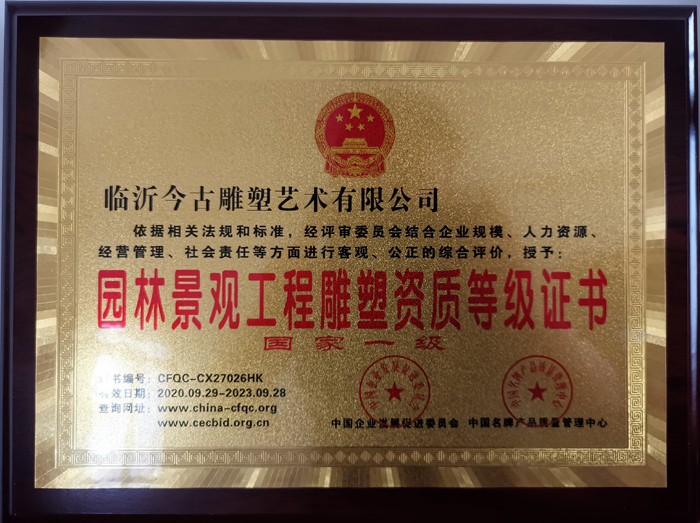 临沂今古雕塑艺术有限公司
依据相关法规和标准，经评审委员会结合企业规模、人力资源、
经营管理、社会责任等方面进行客观、公正的综合评价，授予：
园林景观工程雕塑资质等级证书
国家一级
证书编号：CFQC-CX27026HK
有效日期：2020.09.29-2023.09.28
查询网址：www.china-cfqc.org
www.cecbid.org.cn
中国企业发展促进委员会 中国名牌产品质量管理中心